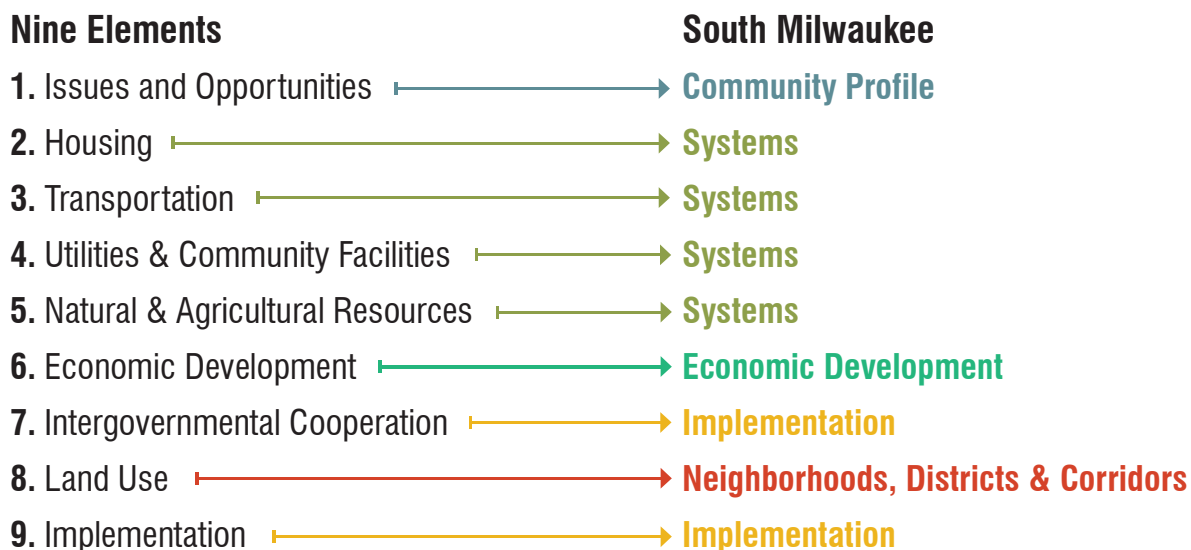 Nine Elements South Milwaukee
1. Issues and Opportunities Community Profile
2. Housing Systems
3. Transportation Systems
4. Utilities & Community Facilities Systems
5. Natural & Agricultural Resources Systems
6. Economic Development Economic Development
7. Intergovernmental Cooperation Implementation
8. Land Use Neighborhoods, Districts & Corridors
9. Implementation Implementation